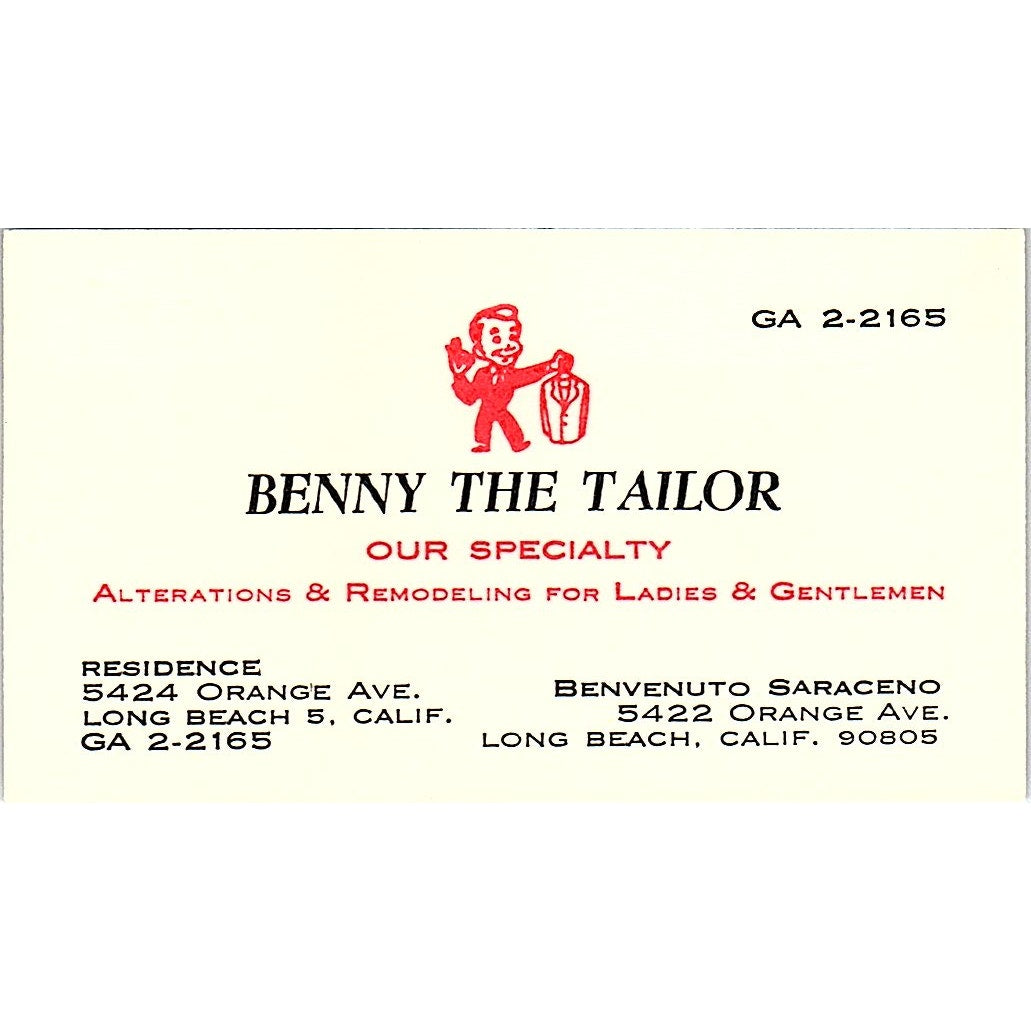 GA 2-2165
BENNY THE TAILOR
OUR SPECIALTY
ALTERATIONS & REMODELING FOR LADIES & GENTLEMEN
RESIDENCE
5424 ORANGE AVE.
LONG BEACH 5, CALIF.
GA 2-2165
BENVENUTO SARACENO
5422 ORANGE AVE.
LONG BEACH, CALIF. 90805